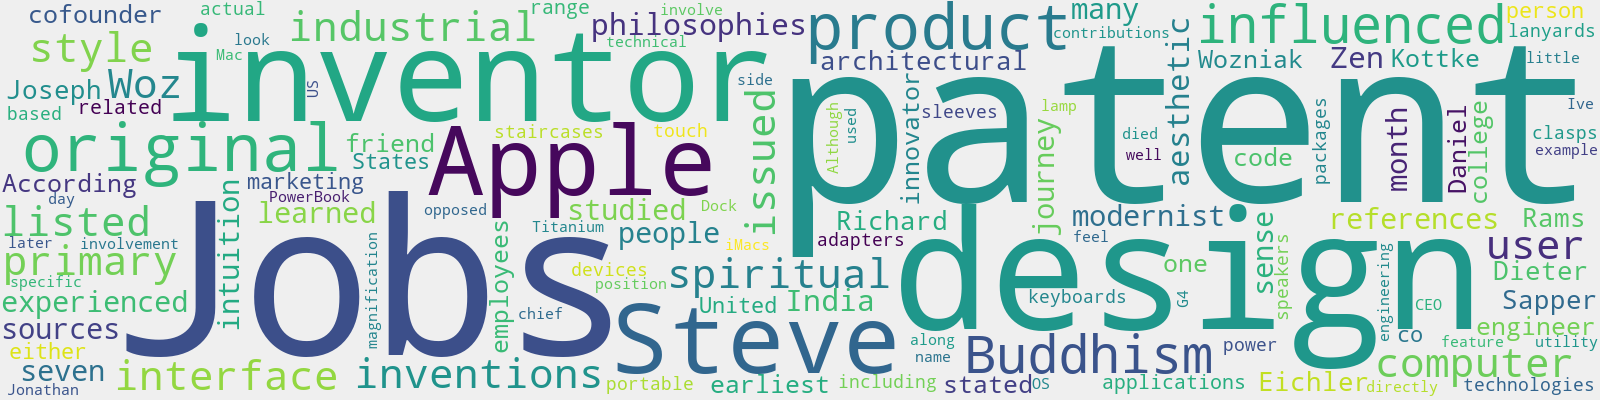 cofounder actual range involve many person
industrial philosophies product influenced
style look Mac technical contributions lanyards
inventor patent
Joseph Woz US side architectural aesthetic Wozniak Zen Kottke little
based related issued innovator sleeves lamp packages Ive
original staircases touch Although used died month Daniel college clasps
friend Apple journey well code example
According States
day marketing PowerBook
listed learned opposed studied Dock Richard modernist references Rams
later involvement intuition Titanium people iMacs adapters feel sense user
primary Jobs employees devices spiritual design one speakers Dieter
specific magnification position keyboards G4 engineering CEO Sapper
experienced United India
sources chief Steve along Buddhism power co engineer
either name feature utility
seven interface inventions portable earliest including stated OS applications Eichler computer
Jonathan directly technologies